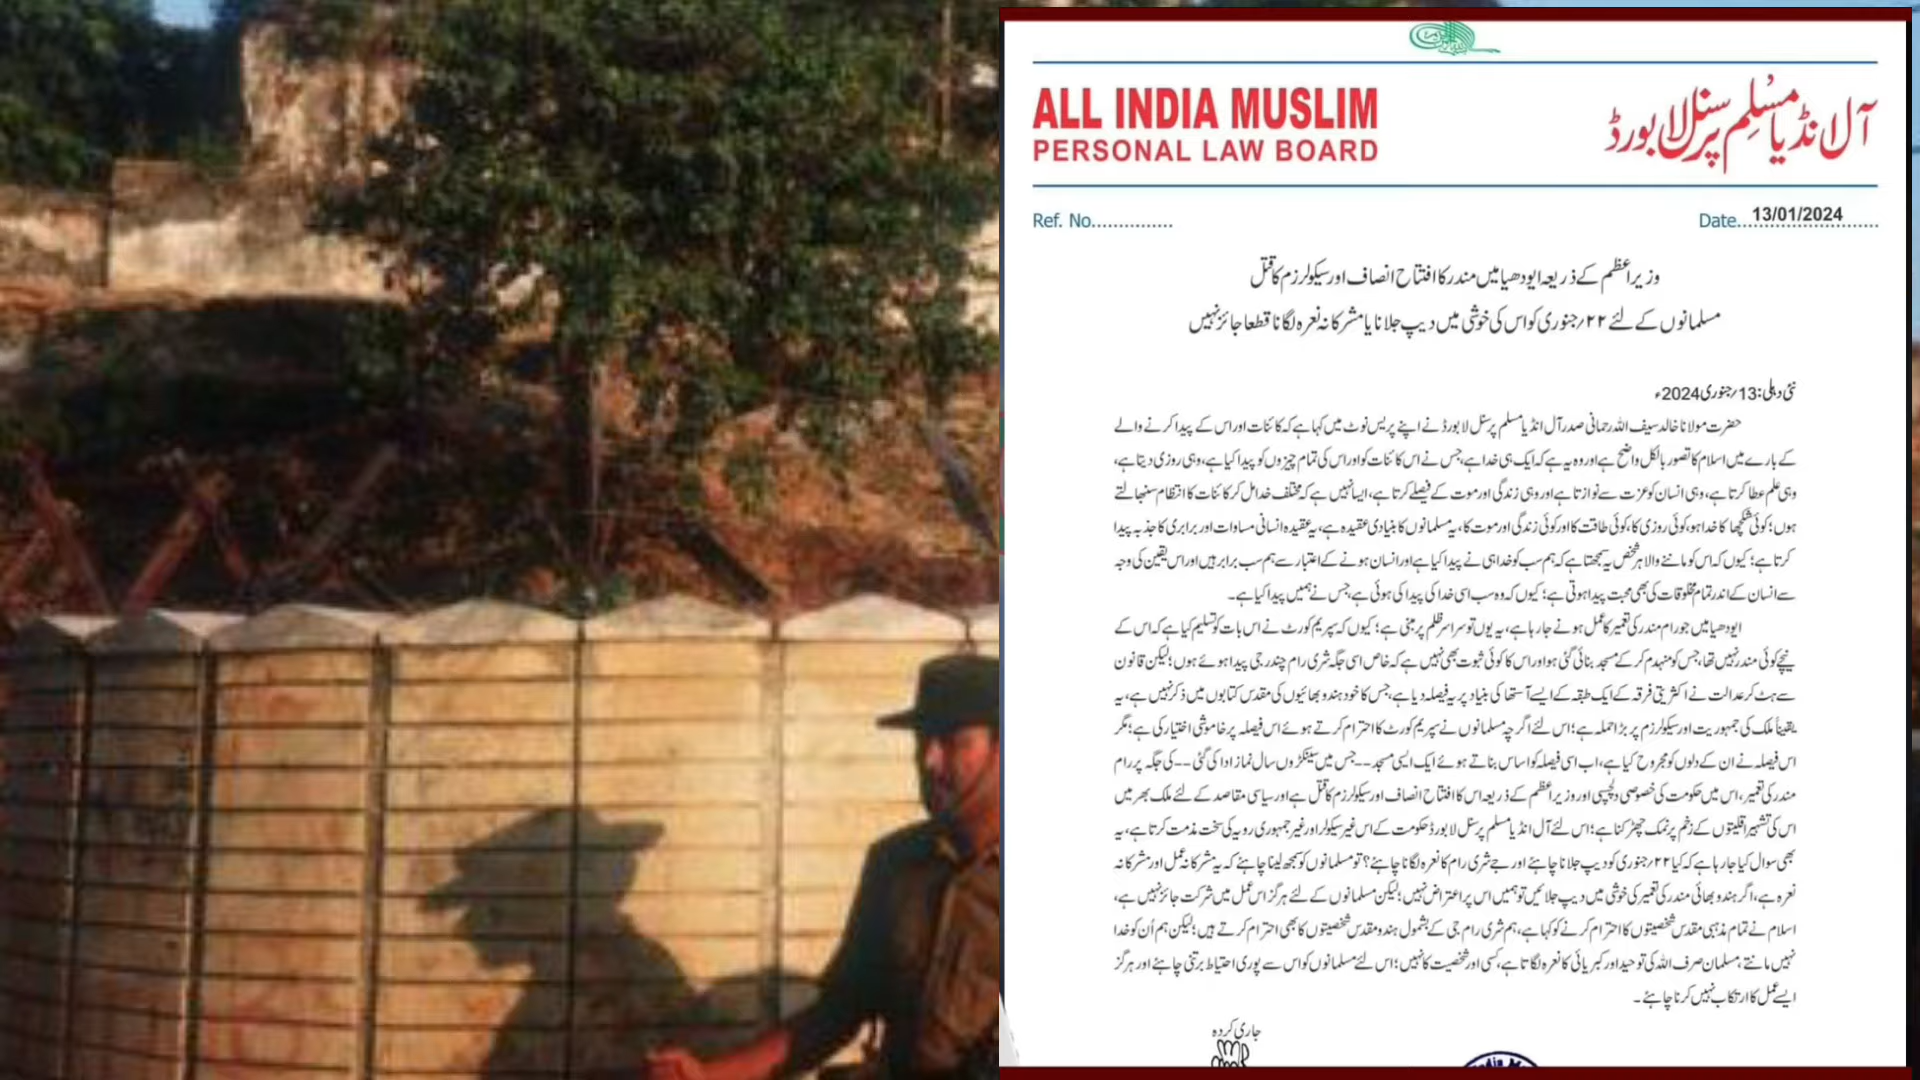 ALL INDIA MUSLIM
PERSONAL LAW BOARD
آل انڈیا مسلم پرسنل لا بورڈ
Ref. No...............
Date...13/01/2024
وزیر اعظم کے ذریعہ ایودھیا میں مندر کا افتتاح انصاف اور سیکولرزم کا قتل
مسلمانوں کے لئے ۲۲؍جنوری کو اس کی خوشی میں دیپ جلانا یا مشرکانہ نعرہ لگانا قطعا جائز نہیں
نئی دہلی: 13؍جنوری 2024ء
حضرت مولانا خالد سیف اللہ رحمانی صدر آل انڈیا مسلم پرسنل لا بورڈ نے اپنے پریس نوٹ میں کہا ہے کہ کائنات اور اس کے پیدا کرنے والے
کے بارے میں اسلام کا تصور بالکل واضح ہے اور وہ یہ ہے کہ ایک ہی خدا ہے، جس نے اس کائنات کو اور اس کی تمام چیزوں کو پیدا کیا ہے، وہی روزی دیتا ہے،
وہی علم عطا کرتا ہے، وہی انسان کو عزت سے نوازتا ہے اور وہی زندگی اور موت کے فیصلے کرتا ہے، ایسا نہیں ہے کہ مختلف خدا مل کر کائنات کا انتظام سنبھالتے
ہوں؛ کوئی شکچھا کا خدا ہو، کوئی روزی کا، کوئی طاقت کا اور کوئی زندگی اور موت کا، یہ مسلمانوں کا بنیادی عقیدہ ہے، یہ عقیدہ انسانی مساوات اور برابری کا جذبہ پیدا
کرتا ہے؛ کیوں کہ اس کو ماننے والا ہر شخص یہ سمجھتا ہے کہ ہم سب کو خدا ہی نے پیدا کیا ہے اور انسان ہونے کے اعتبار سے ہم سب برابر ہیں اور اس یقین کی وجہ
سے انسان کے اندر تمام مخلوقات کی بھی محبت پیدا ہوتی ہے؛ کیوں کہ وہ سب اسی خدا کی پیدا کی ہوئی ہے، جس نے ہمیں پیدا کیا ہے۔
ایودھیا میں جو رام مندر کی تعمیر کا عمل ہونے جا رہا ہے، یہ یوں تو سراسر ظلم پر مبنی ہے؛ کیوں کہ سپریم کورٹ نے اس بات کو تسلیم کیا ہے کہ اس کے
نیچے کوئی مندر نہیں تھا، جس کو منہدم کر کے مسجد بنائی گئی ہو اور اس کا کوئی ثبوت بھی نہیں ہے کہ خاص اسی جگہ شری رام چندر جی پیدا ہوئے ہوں؛ لیکن قانون
سے ہٹ کر عدالت نے اکثریتی فرقہ کے ایک طبقہ کے ایسے آستھا کی بنیاد پر یہ فیصلہ دیا ہے، جس کا خود ہندو بھائیوں کی مقدس کتابوں میں ذکر نہیں ہے، یہ
یقیناً ملک کی جمہوریت اور سیکولرزم پر بڑا حملہ ہے؛ اس لئے اگر چہ مسلمانوں نے سپریم کورٹ کا احترام کرتے ہوئے اس فیصلہ پر خاموشی اختیار کی ہے؛ مگر
اس فیصلہ نے ان کے دلوں کو مجروح کیا ہے، اب اسی فیصلہ کو اساس بناتے ہوئے ایک ایسی مسجد -- جس میں سینکڑوں سال نماز ادا کی گئی -- کی جگہ پر رام
مندر کی تعمیر، اس میں حکومت کی خصوصی دلچسپی اور وزیر اعظم کے ذریعہ اس کا افتتاح انصاف اور سیکولرزم کا قتل ہے اور سیاسی مقاصد کے لئے ملک بھر میں
اس کی تشہیر اقلیتوں کے زخم پر نمک چھڑکنا ہے؛ اس لئے آل انڈیا مسلم پرسنل لا بورڈ حکومت کے اس غیر سیکولر اور غیر جمہوری رویہ کی سخت مذمت کرتا ہے، یہ
بھی سوال کیا جا رہا ہے کہ کیا ۲۲؍جنوری کو دیپ جلانا چاہئے اور جے شری رام کا نعرہ لگانا چاہئے؟ تو مسلمانوں کو سمجھ لینا چاہئے کہ یہ مشرکانہ عمل اور مشرکانہ
نعرہ ہے، اگر ہندو بھائی مندر کی تعمیر کی خوشی میں دیپ جلائیں تو ہمیں اس پر اعتراض نہیں؛ لیکن مسلمانوں کے لئے ہرگز اس عمل میں شرکت جائز نہیں ہے،
اسلام نے تمام مذہبی مقدس شخصیتوں کا احترام کرنے کو کہا ہے، ہم شری رام جی کے بشمول ہندو مقدس شخصیتوں کا بھی احترام کرتے ہیں؛ لیکن ہم اُن کو خدا
نہیں مانتے، مسلمان صرف اللہ کی توحید اور کبریائی کا نعرہ لگاتا ہے، کسی اور شخصیت کا نہیں؛ اس لئے مسلمانوں کو اس سے پوری احتیاط برتنی چاہئے اور ہرگز
ایسے عمل کا ارتکاب نہیں کرنا چاہئے۔
جاری کردہ